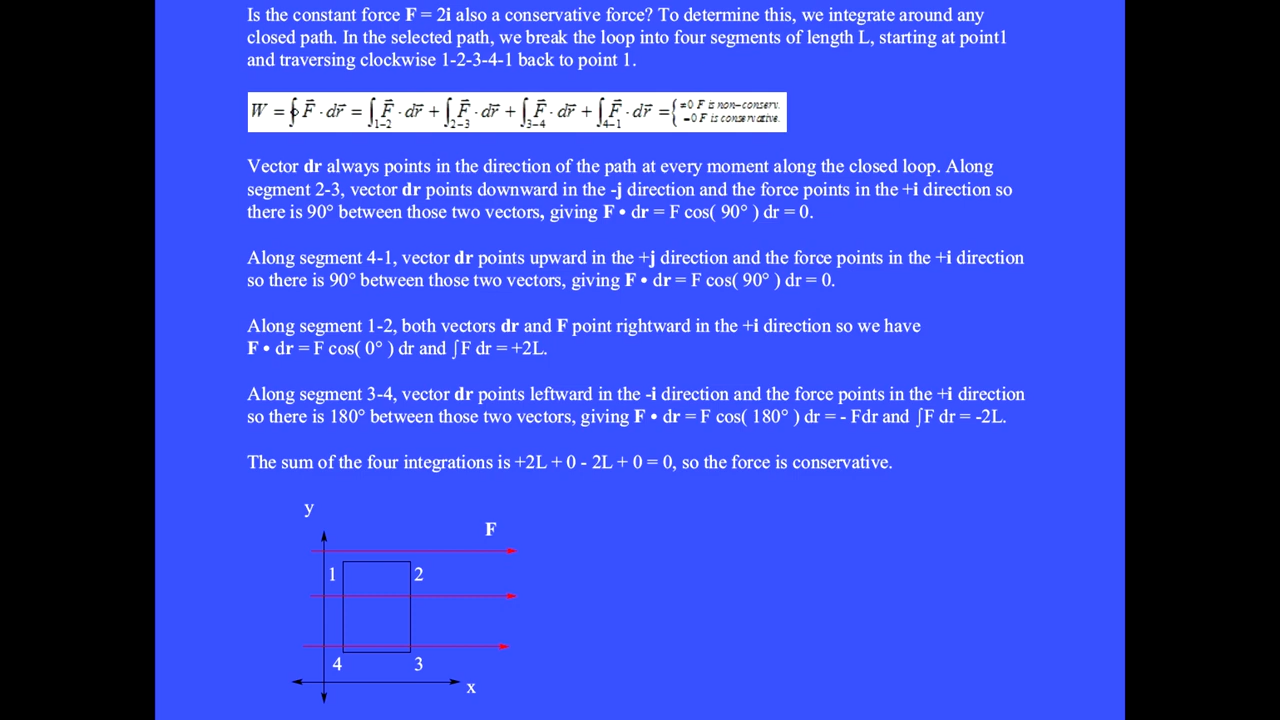 Is the constant force F = 2i also a conservative force? To determine this, we integrate around any
closed path. In the selected path, we break the loop into four segments of length L, starting at point1
and traversing clockwise 1-2-3-4-1 back to point 1.
W = ∮ F⃗ · dr⃗ = ∫1–2 F⃗ · dr⃗ + ∫2–3 F⃗ · dr⃗ + ∫3–4 F⃗ · dr⃗ + ∫4–1 F⃗ · dr⃗ = { ≠0 F is non-conserv.
=0 F is conservative.
Vector dr always points in the direction of the path at every moment along the closed loop. Along
segment 2-3, vector dr points downward in the -j direction and the force points in the +i direction so
there is 90° between those two vectors, giving F • dr = F cos( 90° ) dr = 0.
Along segment 4-1, vector dr points upward in the +j direction and the force points in the +i direction
so there is 90° between those two vectors, giving F • dr = F cos( 90° ) dr = 0.
Along segment 1-2, both vectors dr and F point rightward in the +i direction so we have
F • dr = F cos( 0° ) dr and ∫F dr = +2L.
Along segment 3-4, vector dr points leftward in the -i direction and the force points in the +i direction
so there is 180° between those two vectors, giving F • dr = F cos( 180° ) dr = - Fdr and ∫F dr = -2L.
The sum of the four integrations is +2L + 0 - 2L + 0 = 0, so the force is conservative.
y
F
1 2
4 3
x